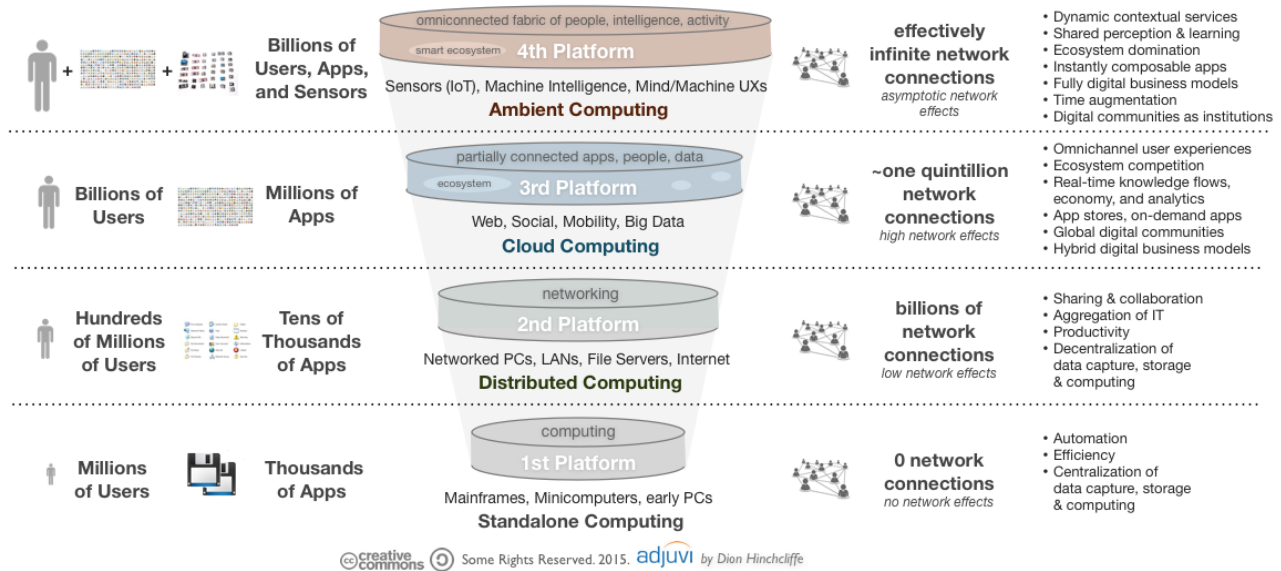 omniconnected fabric of people, intelligence, activity
smart ecosystem
4th Platform
Billions of
Users, Apps,
and Sensors
+
+
Sensors (IoT), Machine Intelligence, Mind/Machine UXs
Ambient Computing
effectively
infinite network
connections
asymptotic network
effects
• Dynamic contextual services
• Shared perception & learning
• Ecosystem domination
• Instantly composable apps
• Fully digital business models
• Time augmentation
• Digital communities as institutions
Billions of
Users
Millions of
Apps
partially connected apps, people, data
ecosystem
3rd Platform
Web, Social, Mobility, Big Data
Cloud Computing
~one quintillion
network
connections
high network effects
• Omnichannel user experiences
• Ecosystem competition
• Real-time knowledge flows,
economy, and analytics
• App stores, on-demand apps
• Global digital communities
• Hybrid digital business models
Hundreds
of Millions
of Users
Tens of
Thousands
of Apps
networking
2nd Platform
Networked PCs, LANs, File Servers, Internet
Distributed Computing
billions of
network
connections
low network effects
• Sharing & collaboration
• Aggregation of IT
• Productivity
• Decentralization of
data capture, storage
& computing
Millions
of Users
Thousands
of Apps
computing
1st Platform
Mainframes, Minicomputers, early PCs
Standalone Computing
0 network
connections
no network effects
• Automation
• Efficiency
• Centralization of
data capture, storage
& computing
cc creative commons Some Rights Reserved. 2015. adjuvi by Dion Hinchcliffe